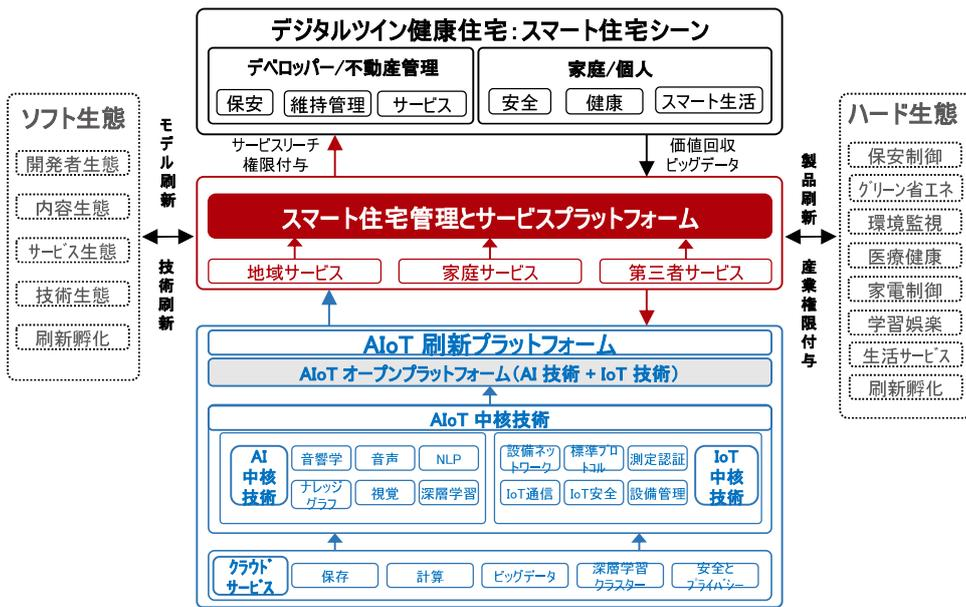 デジタルツイン健康住宅：スマート住宅シーン
デベロッパー/不動産管理
保安
維持管理
サービス
家庭/個人
安全
健康
スマート生活
サービスリーチ
権限付与
価値回収
ビッグデータ
ソフト生態
開発者生態
内容生態
サービス生態
技術生態
刷新孵化
モデル刷新
技術刷新
スマート住宅管理とサービスプラットフォーム
地域サービス
家庭サービス
第三者サービス
製品刷新
産業権限付与
ハード生態
保安制御
グリーン省エネ
環境監視
医療健康
家電制御
学習娯楽
生活サービス
刷新孵化
AIoT 刷新プラットフォーム
AIoT オープンプラットフォーム（AI 技術 + IoT 技術）
AIoT 中核技術
AI
中核
技術
音響学
音声
NLP
ナレッジ
グラフ
視覚
深層学習
設備ネッ
トワーク
標準プロ
トコル
測定認証
IoT通信
IoT安全
設備管理
IoT
中核
技術
クラウド
サービス
保存
計算
ビッグデータ
深層学習
クラスター
安全と
プライバシー